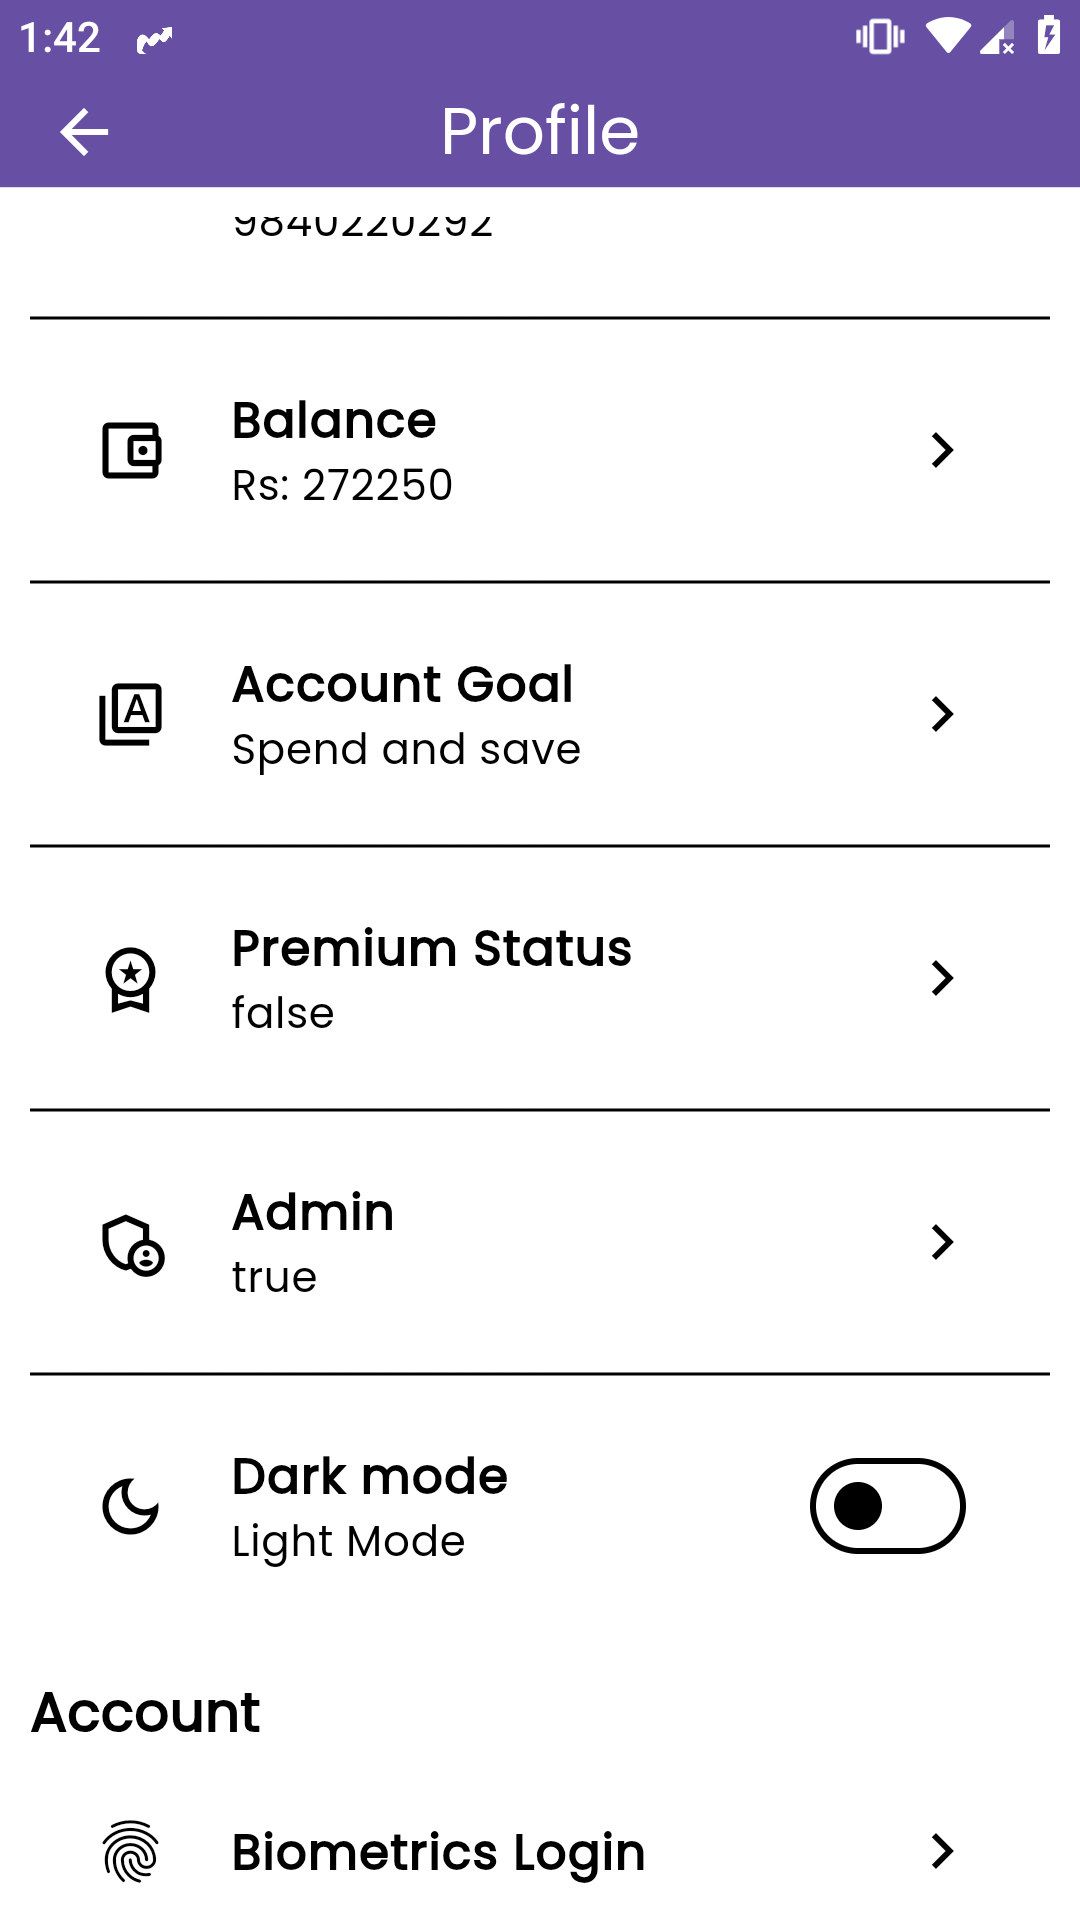 1:42
Profile
9840220292
Balance
Rs: 272250
Account Goal
Spend and save
Premium Status
false
Admin
true
Dark mode
Light Mode
Account
Biometrics Login